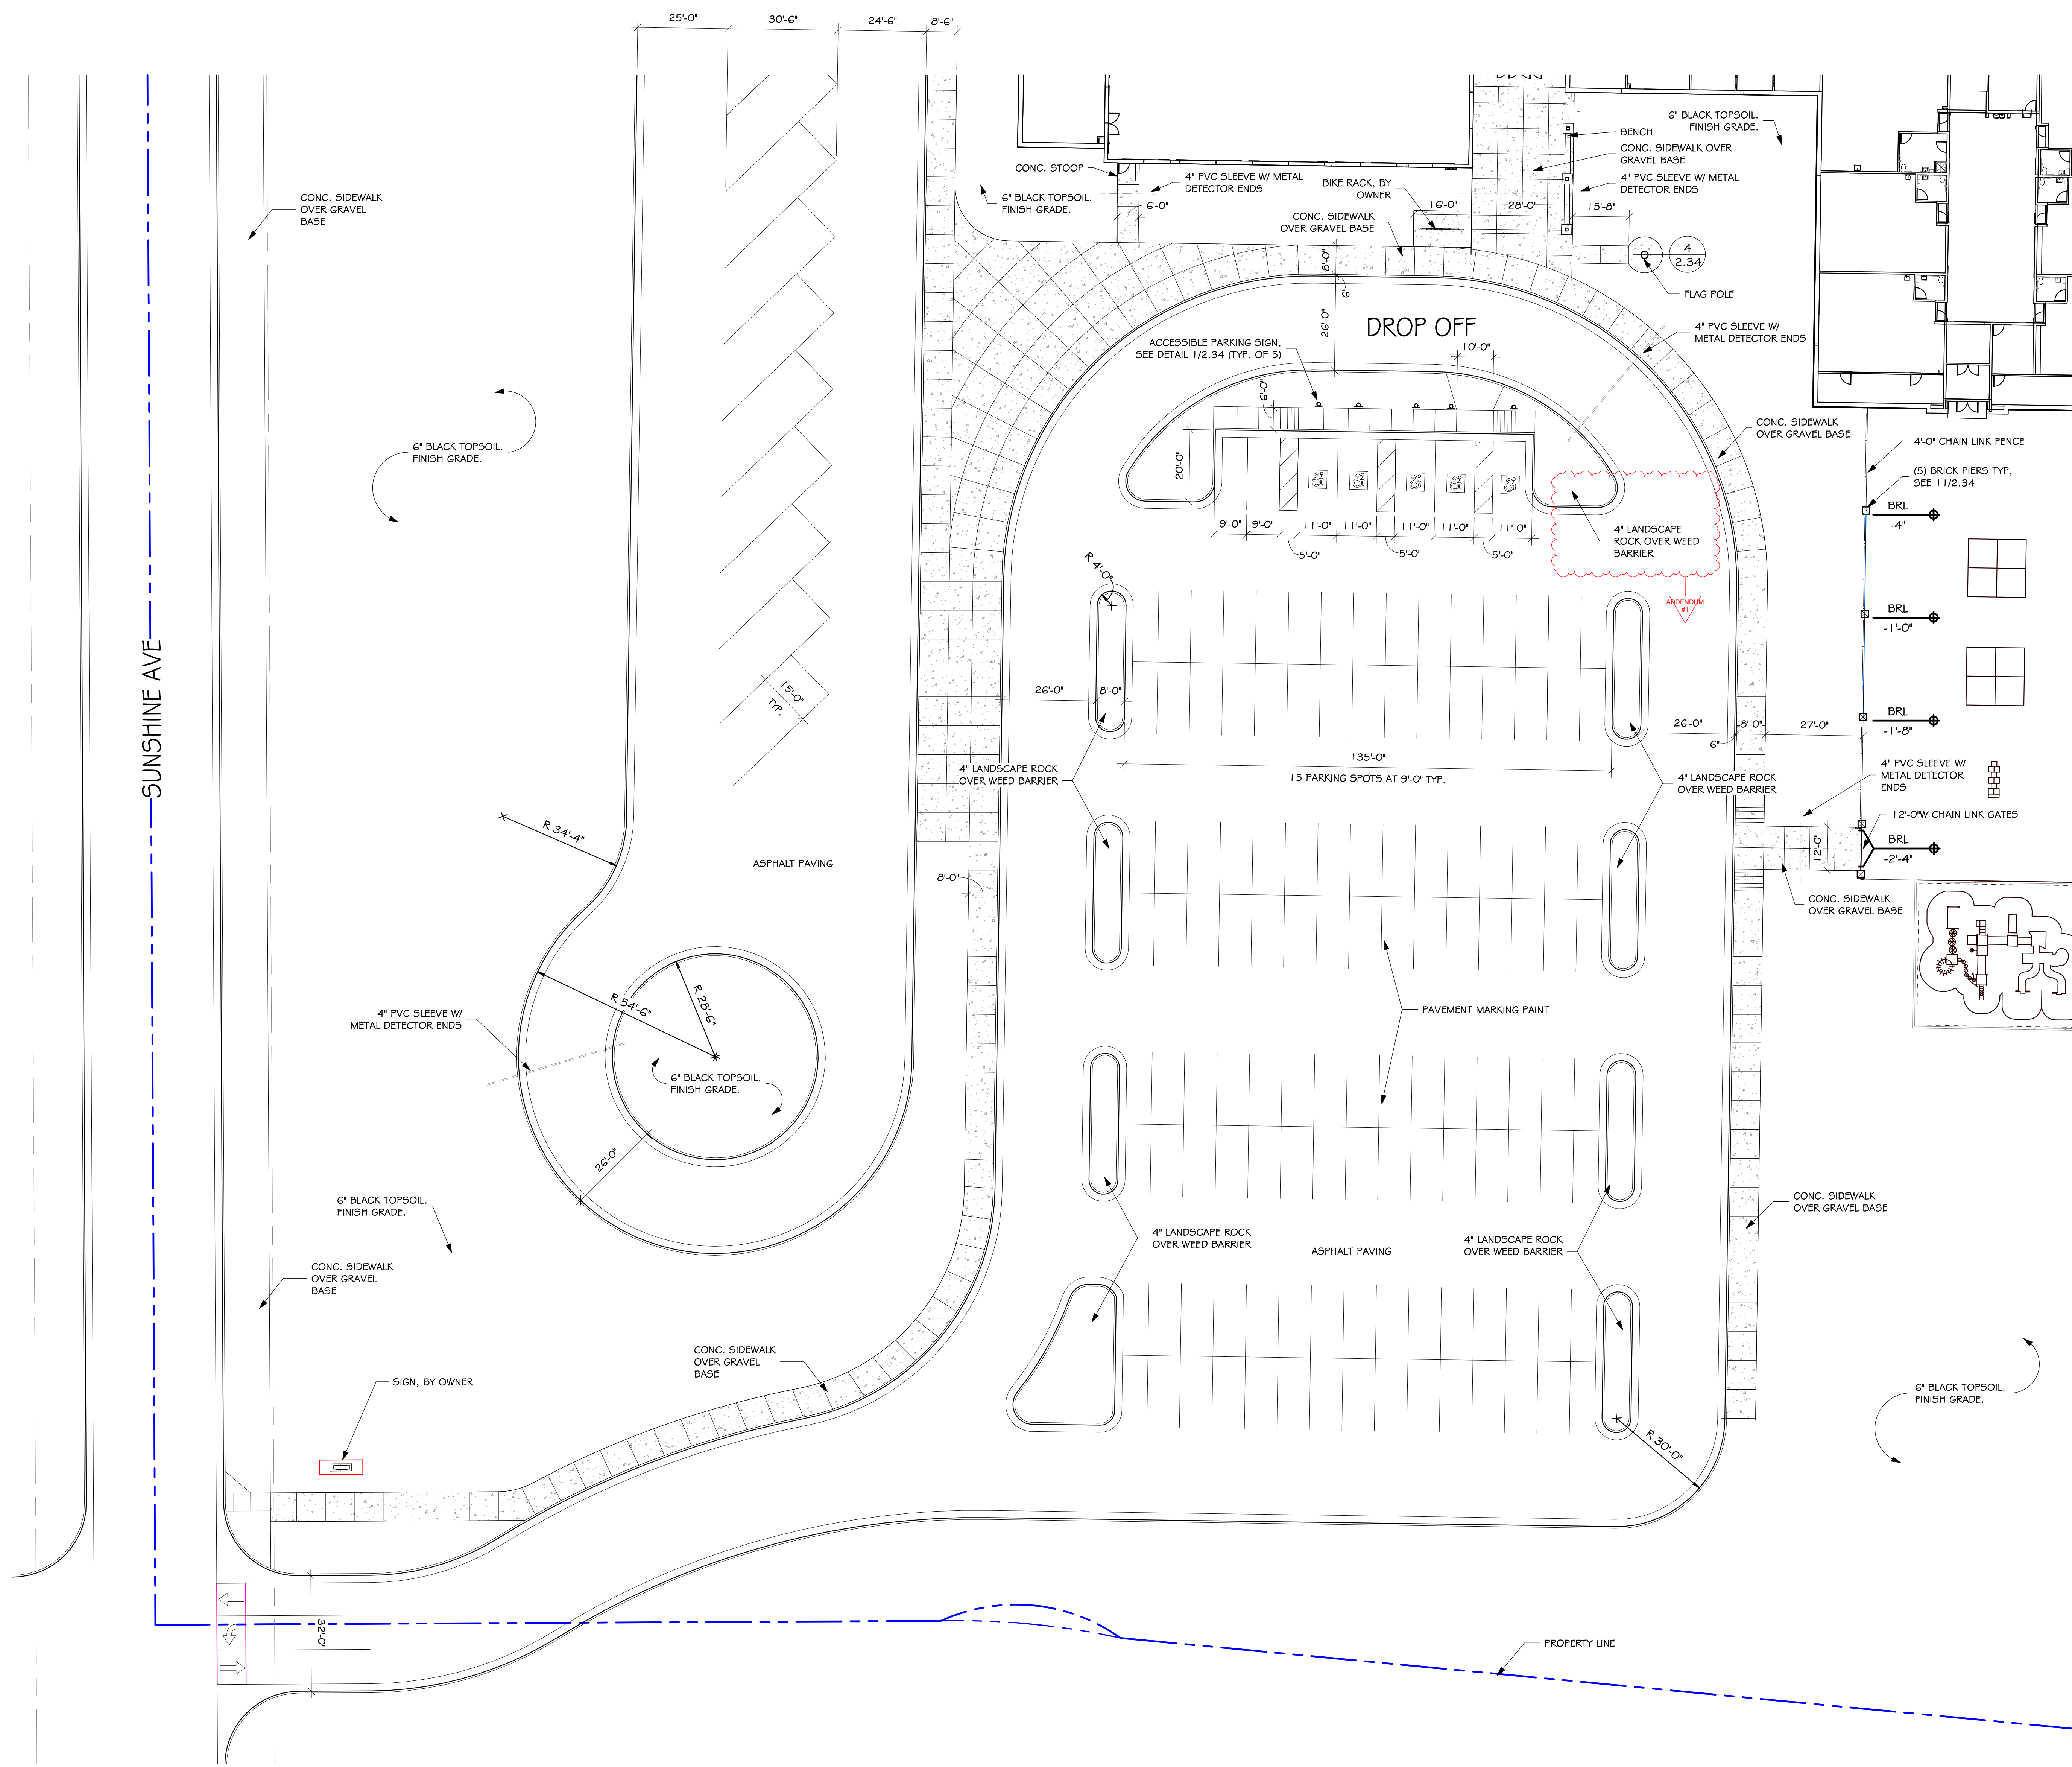 25'-0"
30'-6"
24'-6"
8'-6"
6" BLACK TOPSOIL.
FINISH GRADE.
BENCH
CONC. SIDEWALK OVER
GRAVEL BASE
4" PVC SLEEVE W/ METAL
DETECTOR ENDS
CONC. STOOP
4" PVC SLEEVE W/ METAL
DETECTOR ENDS
BIKE RACK, BY
OWNER
6" BLACK TOPSOIL.
FINISH GRADE.
6'-0"
16'-0"
28'-0"
15'-8"
CONC. SIDEWALK
OVER GRAVEL
BASE
CONC. SIDEWALK
OVER GRAVEL BASE
8'-0"
6"
26'-0"
4
2.34
FLAG POLE
DROP OFF
4" PVC SLEEVE W/
METAL DETECTOR ENDS
ACCESSIBLE PARKING SIGN,
SEE DETAIL 1/2.34 (TYP. OF 5)
10'-0"
6'-0"
20'-0"
CONC. SIDEWALK
OVER GRAVEL BASE
4'-0" CHAIN LINK FENCE
(5) BRICK PIERS TYP,
SEE 11/2.34
6" BLACK TOPSOIL.
FINISH GRADE.
BRL
-4"
9'-0"
9'-0"
11'-0"
11'-0"
11'-0"
11'-0"
11'-0"
5'-0"
5'-0"
5'-0"
4" LANDSCAPE
ROCK OVER WEED
BARRIER
R 4'-0"
ADDENDUM
#1
BRL
-1'-0"
SUNSHINE AVE
15'-0"
TYP.
26'-0"
8'-0"
26'-0"
8'-0"
27'-0"
6"
BRL
-1'-8"
135'-0"
15 PARKING SPOTS AT 9'-0" TYP.
4" LANDSCAPE ROCK
OVER WEED BARRIER
4" LANDSCAPE ROCK
OVER WEED BARRIER
4" PVC SLEEVE W/
METAL DETECTOR
ENDS
12'-0"W CHAIN LINK GATES
R 34'-4"
ASPHALT PAVING
12'-0"
BRL
-2'-4"
8'-0"
CONC. SIDEWALK
OVER GRAVEL BASE
R 54'-6"
R 28'-6"
4" PVC SLEEVE W/
METAL DETECTOR ENDS
PAVEMENT MARKING PAINT
6" BLACK TOPSOIL.
FINISH GRADE.
26'-0"
6" BLACK TOPSOIL.
FINISH GRADE.
CONC. SIDEWALK
OVER GRAVEL BASE
4" LANDSCAPE ROCK
OVER WEED BARRIER
ASPHALT PAVING
4" LANDSCAPE ROCK
OVER WEED BARRIER
CONC. SIDEWALK
OVER GRAVEL
BASE
CONC. SIDEWALK
OVER GRAVEL
BASE
SIGN, BY OWNER
6" BLACK TOPSOIL.
FINISH GRADE.
R 30'-0"
32'-0"
PROPERTY LINE